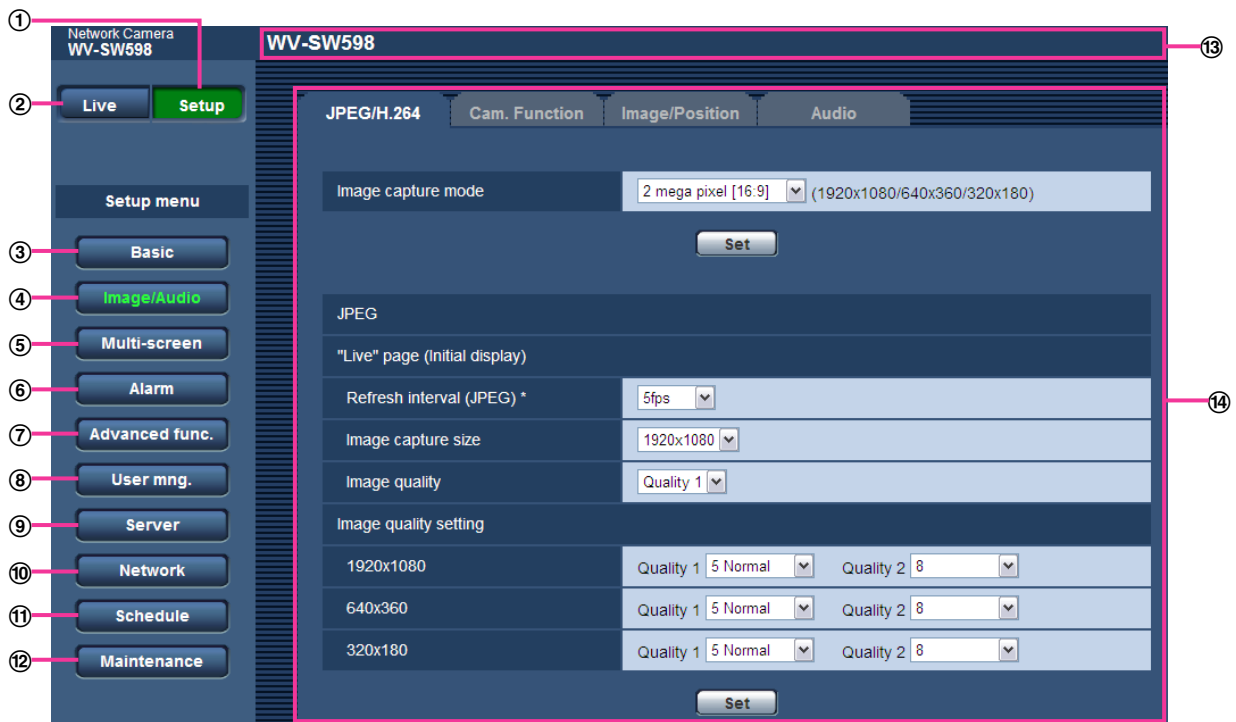 ①
Network Camera
WV-SW598
WV-SW598
⑬
② Live Setup
JPEG/H.264 Cam. Function Image/Position Audio
Setup menu
③ Basic
④ Image/Audio
⑤ Multi-screen
⑥ Alarm
⑦ Advanced func.
⑧ User mng.
⑨ Server
⑩ Network
⑪ Schedule
⑫ Maintenance
Image capture mode 2 mega pixel [16:9] (1920x1080/640x360/320x180)
Set
JPEG
"Live" page (Initial display)
Refresh interval (JPEG) * 5fps
⑭
Image capture size 1920x1080
Image quality Quality 1
Image quality setting
1920x1080 Quality 1 5 Normal Quality 2 8
640x360 Quality 1 5 Normal Quality 2 8
320x180 Quality 1 5 Normal Quality 2 8
Set